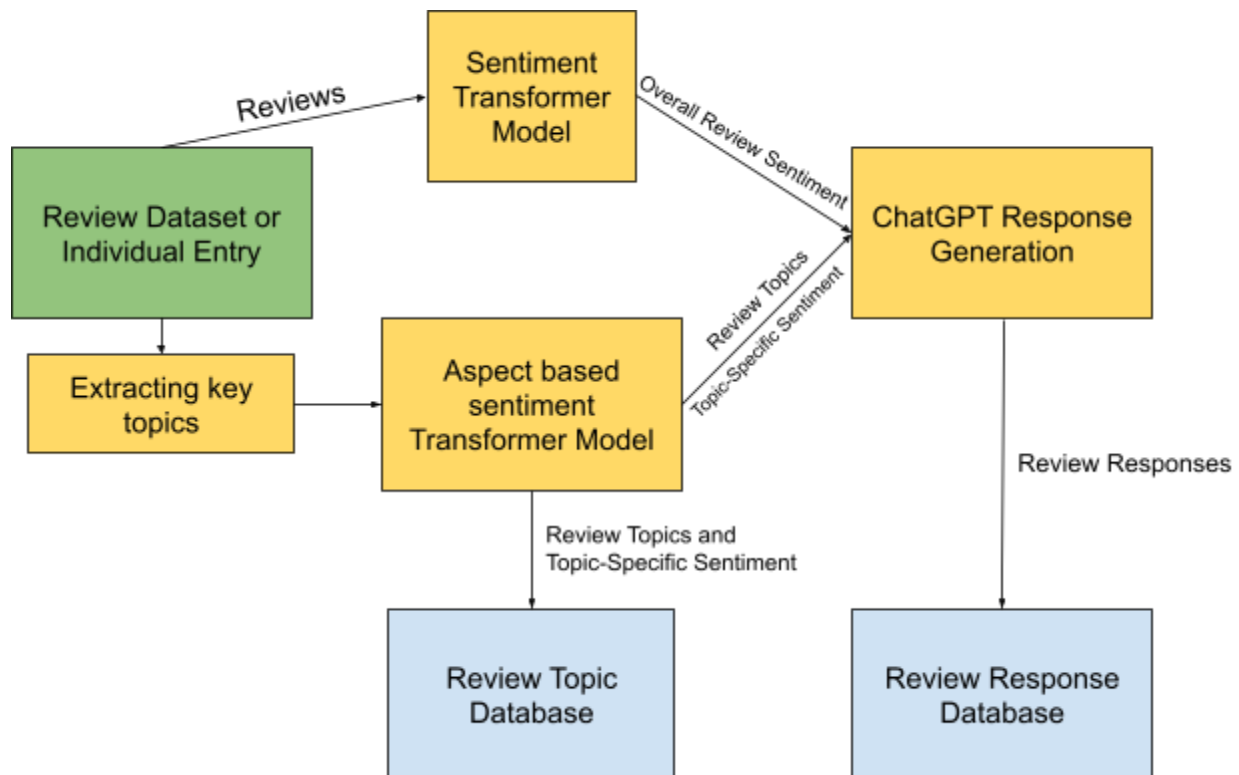 Sentiment
Transformer
Model
Reviews
Overall Review Sentiment
Review Dataset or
Individual Entry
ChatGPT Response
Generation
Review Topics
Topic-Specific Sentiment
Extracting key
topics
Aspect based
sentiment
Transformer Model
Review Responses
Review Topics and
Topic-Specific Sentiment
Review Topic
Database
Review Response
Database